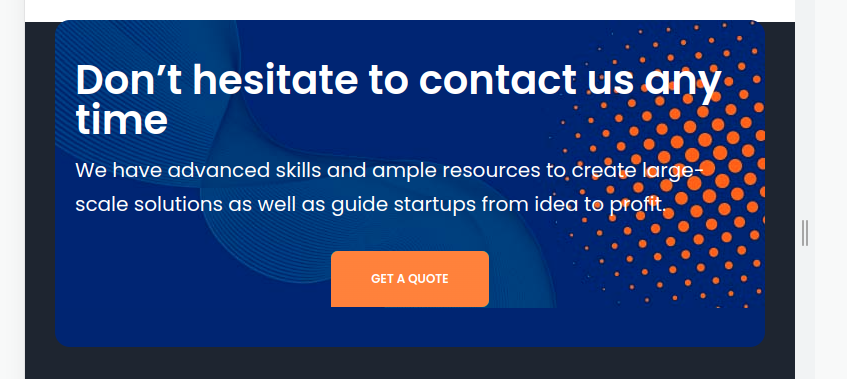 Don’t hesitate to contact us any
time
We have advanced skills and ample resources to create large-
scale solutions as well as guide startups from idea to profit.
GET A QUOTE